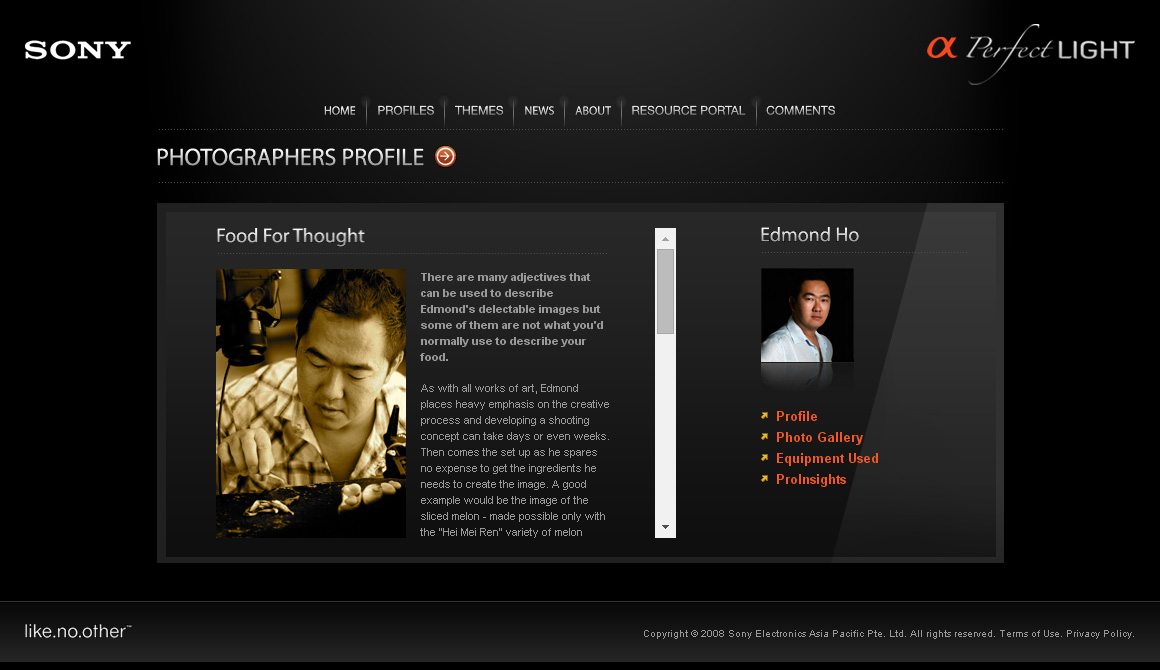 SONY
α Perfect LIGHT
HOME PROFILES THEMES NEWS ABOUT RESOURCE PORTAL COMMENTS
PHOTOGRAPHERS PROFILE
Food For Thought
There are many adjectives that
can be used to describe
Edmond's delectable images but
some of them are not what you'd
normally use to describe your
food.
As with all works of art, Edmond
places heavy emphasis on the creative
process and developing a shooting
concept can take days or even weeks.
Then comes the set up as he spares
no expense to get the ingredients he
needs to create the image. A good
example would be the image of the
sliced melon - made possible only with
the "Hei Mei Ren" variety of melon
Edmond Ho
Profile
Photo Gallery
Equipment Used
ProInsights
like.no.other™
Copyright © 2008 Sony Electronics Asia Pacific Pte. Ltd. All rights reserved. Terms of Use. Privacy Policy.